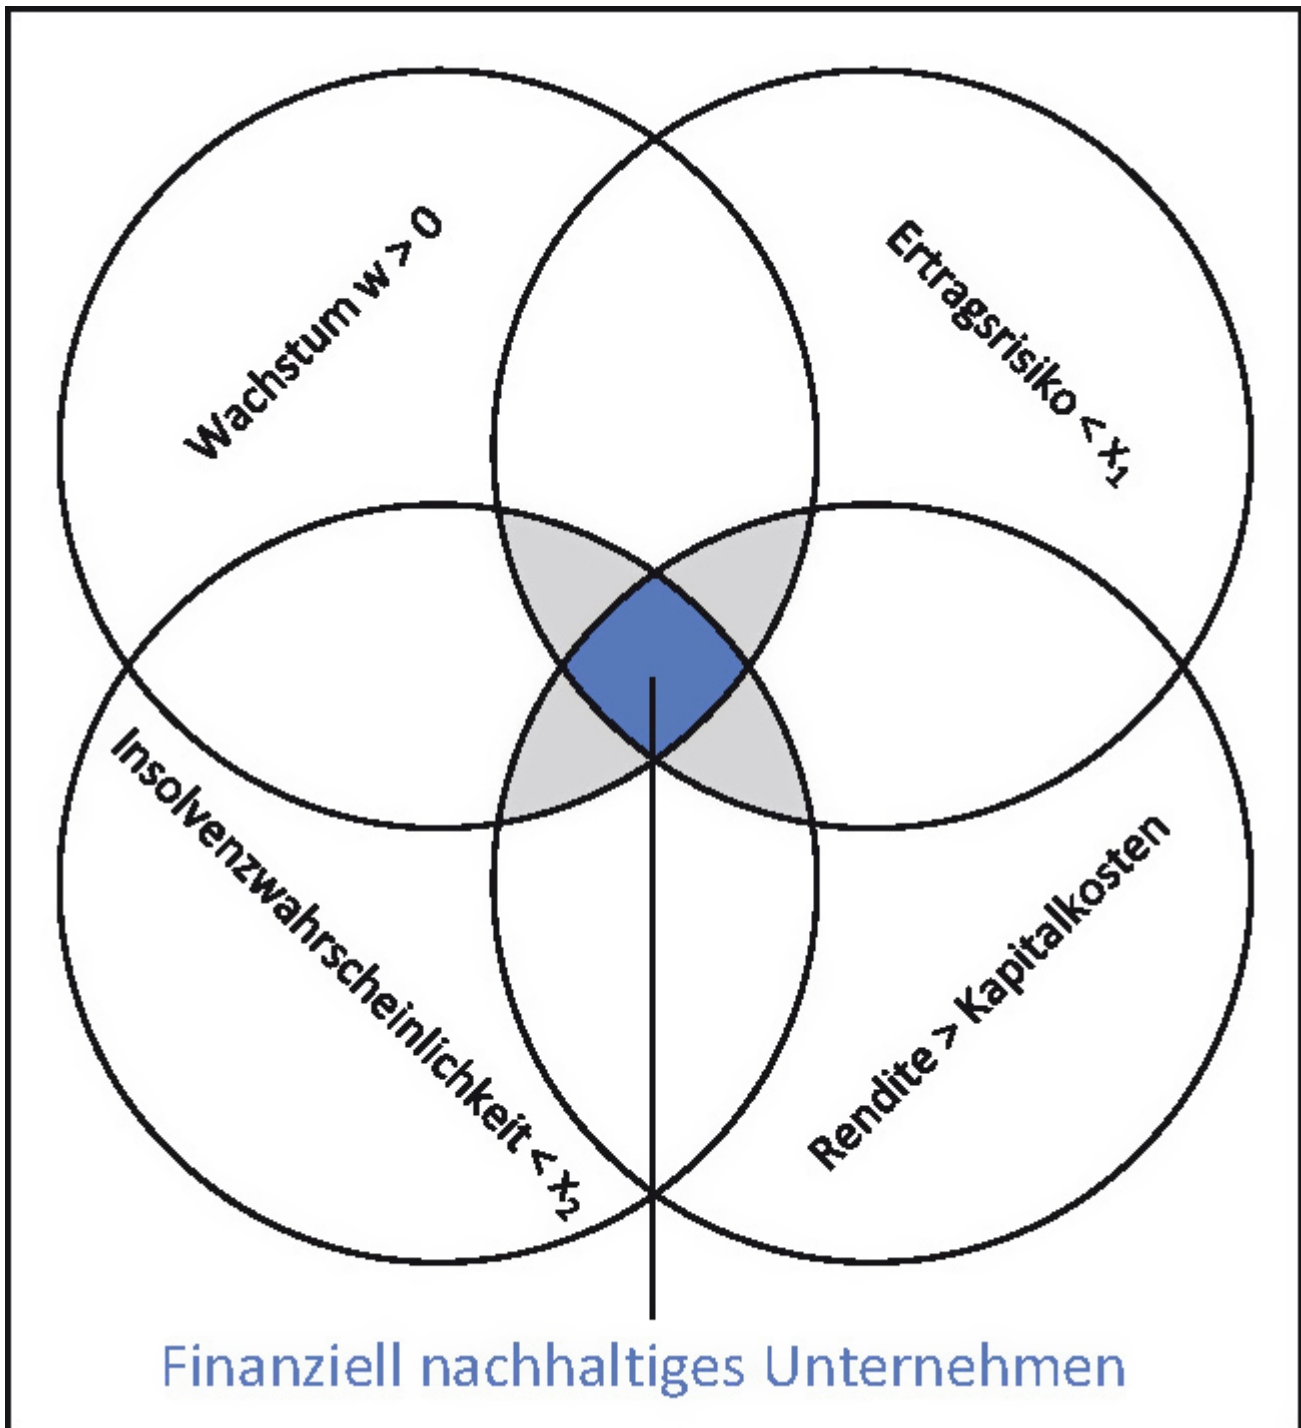 Wachstum w > 0
Ertragsrisiko < x₁
Insolvenzwahrscheinlichkeit < x₂
Rendite > Kapitalkosten
Finanziell nachhaltiges Unternehmen